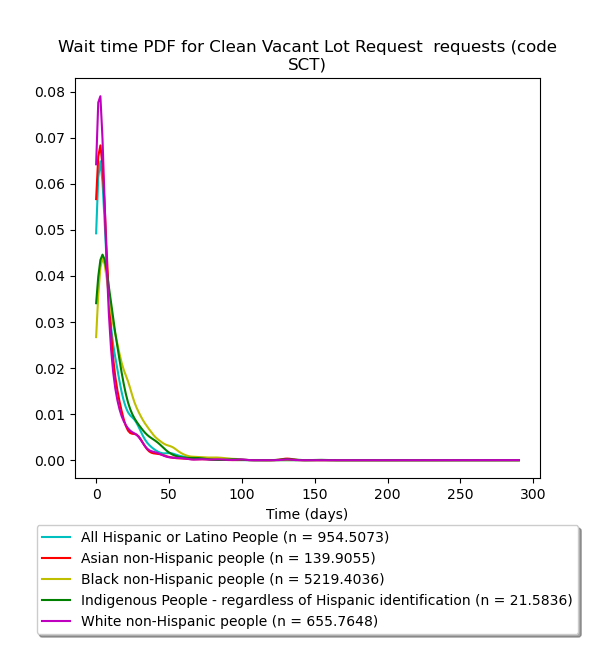 Wait time PDF for Clean Vacant Lot Request  requests (code
SCT)
0.08
0.07
0.06
0.05
0.04
0.03
0.02
0.01
0.00
0 50 100 150 200 250 300
Time (days)
All Hispanic or Latino People (n = 954.5073)
Asian non-Hispanic people (n = 139.9055)
Black non-Hispanic people (n = 5219.4036)
Indigenous People - regardless of Hispanic identification (n = 21.5836)
White non-Hispanic people (n = 655.7648)